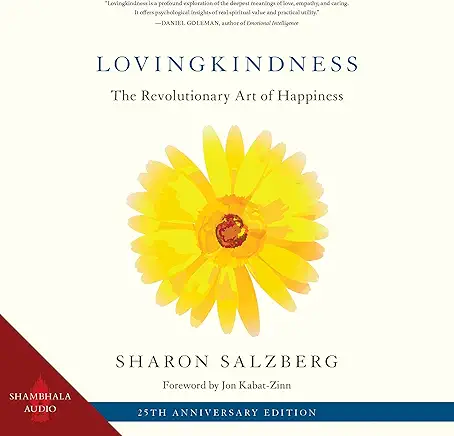 "Lovingkindness is a profound exploration of the deepest meanings of love, empathy, and caring.
It offers psychological insights of real spiritual value and practical utility."
—DANIEL GOLEMAN, author of Emotional Intelligence
LOVINGKINDNESS
The Revolutionary Art of Happiness
SHARON SALZBERG
Foreword by Jon Kabat-Zinn
SHAMBHALA
AUDIO
25TH ANNIVERSARY EDITION